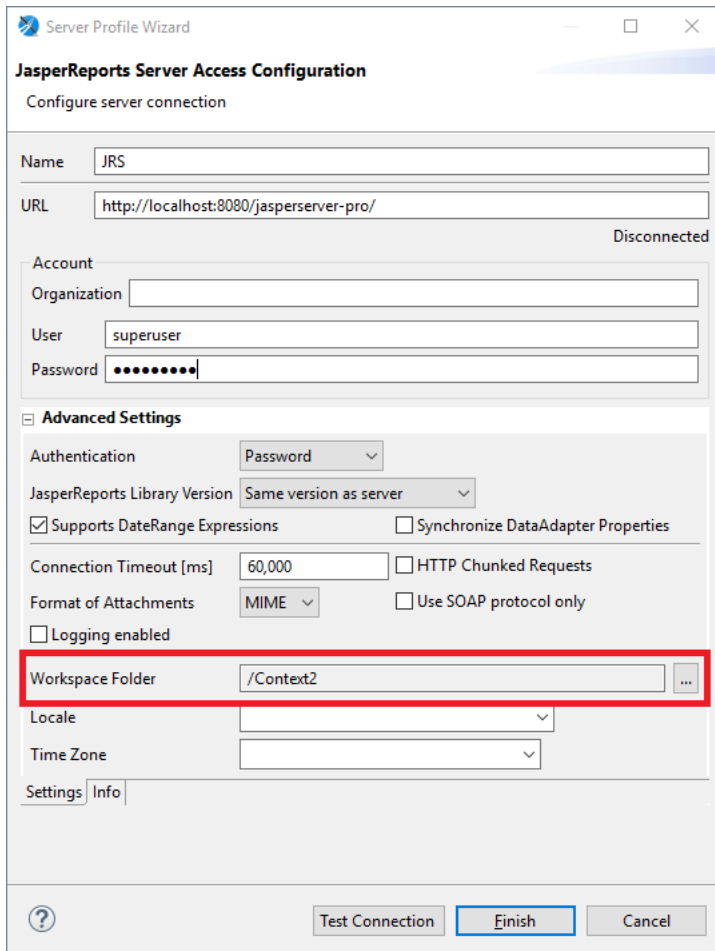 Server Profile Wizard
JasperReports Server Access Configuration
Configure server connection
Name JRS
URL http://localhost:8080/jasperserver-pro/
Disconnected
Account
Organization
User superuser
Password ●●●●●●●●●
Advanced Settings
Authentication Password
JasperReports Library Version Same version as server
Supports DateRange Expressions Synchronize DataAdapter Properties
Connection Timeout [ms] 60,000 HTTP Chunked Requests
Format of Attachments MIME Use SOAP protocol only
Logging enabled
Workspace Folder /Context2 ...
Locale
Time Zone
Settings Info
? Test Connection Finish Cancel